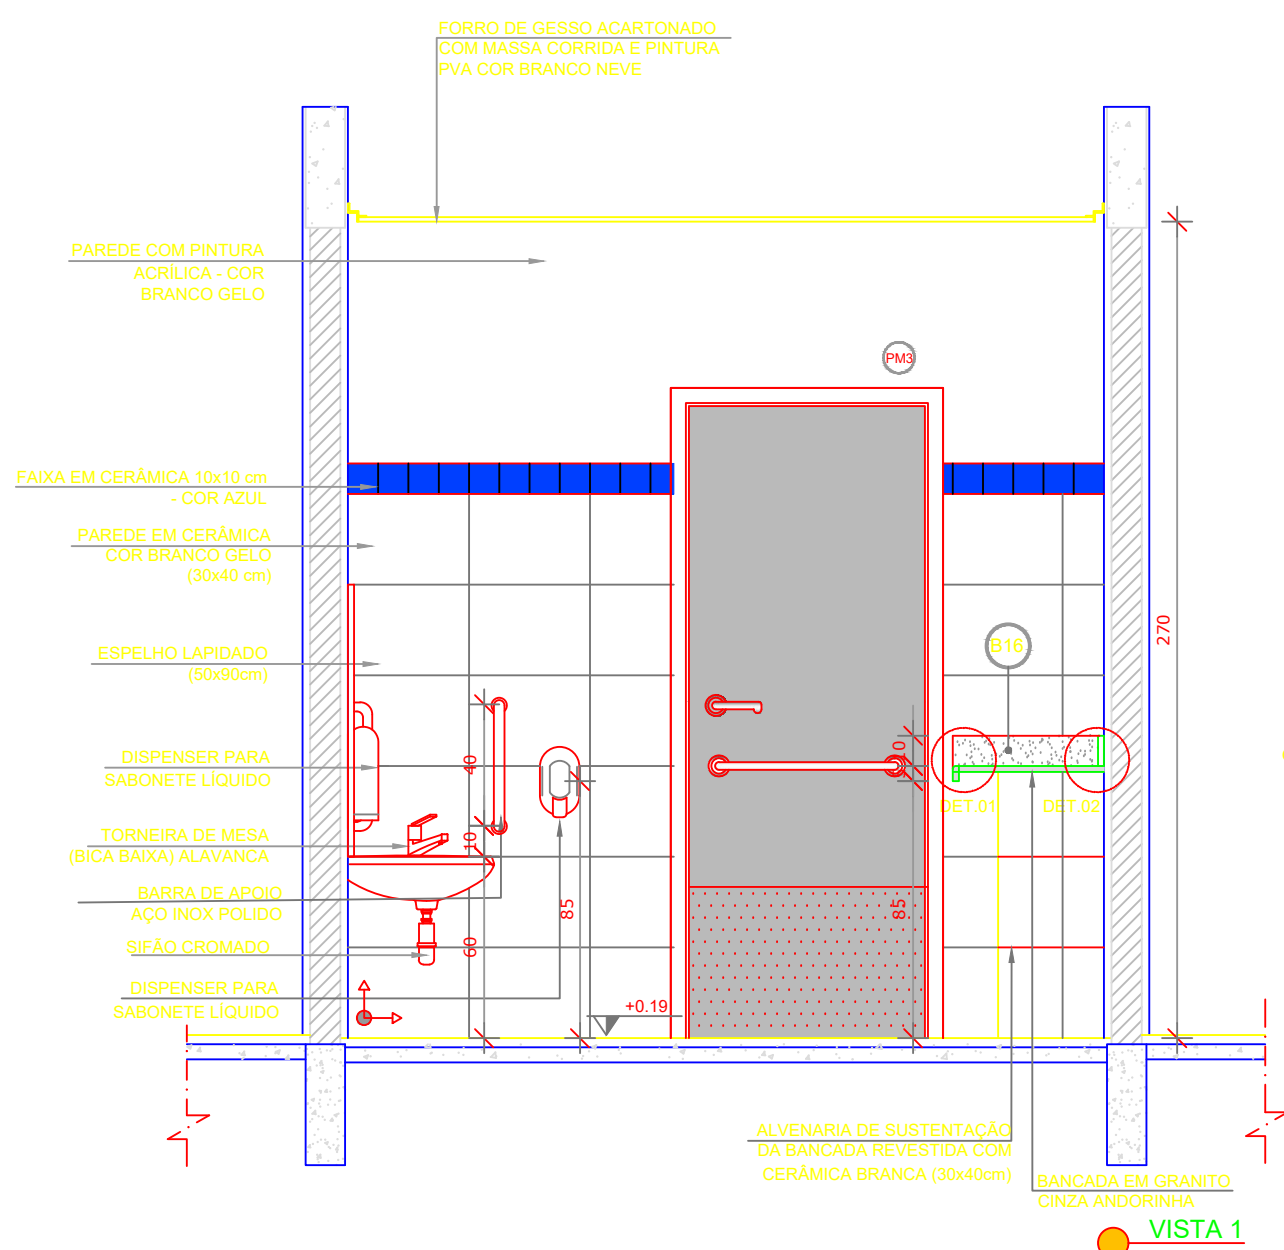 FORRO DE GESSO ACARTONADO
COM MASSA CORRIDA E PINTURA
PVA COR BRANCO NEVE
PAREDE COM PINTURA
ACRÍLICA - COR
BRANCO GELO
PM3
FAIXA EM CERÂMICA 10x10 cm
- COR AZUL
PAREDE EM CERÂMICA
COR BRANCO GELO
(30x40 cm)
270
B16
ESPELHO LAPIDADO
(50x90cm)
DISPENSER PARA
SABONETE LÍQUIDO
40
10
DET.01
DET.02
TORNEIRA DE MESA
(BICA BAIXA) ALAVANCA
10
BARRA DE APOIO
AÇO INOX POLIDO
85
85
SIFÃO CROMADO
60
DISPENSER PARA
SABONETE LÍQUIDO
+0.19
ALVENARIA DE SUSTENTAÇÃO
DA BANCADA REVESTIDA COM
CERÂMICA BRANCA (30x40cm)
BANCADA EM GRANITO
CINZA ANDORINHA
VISTA 1